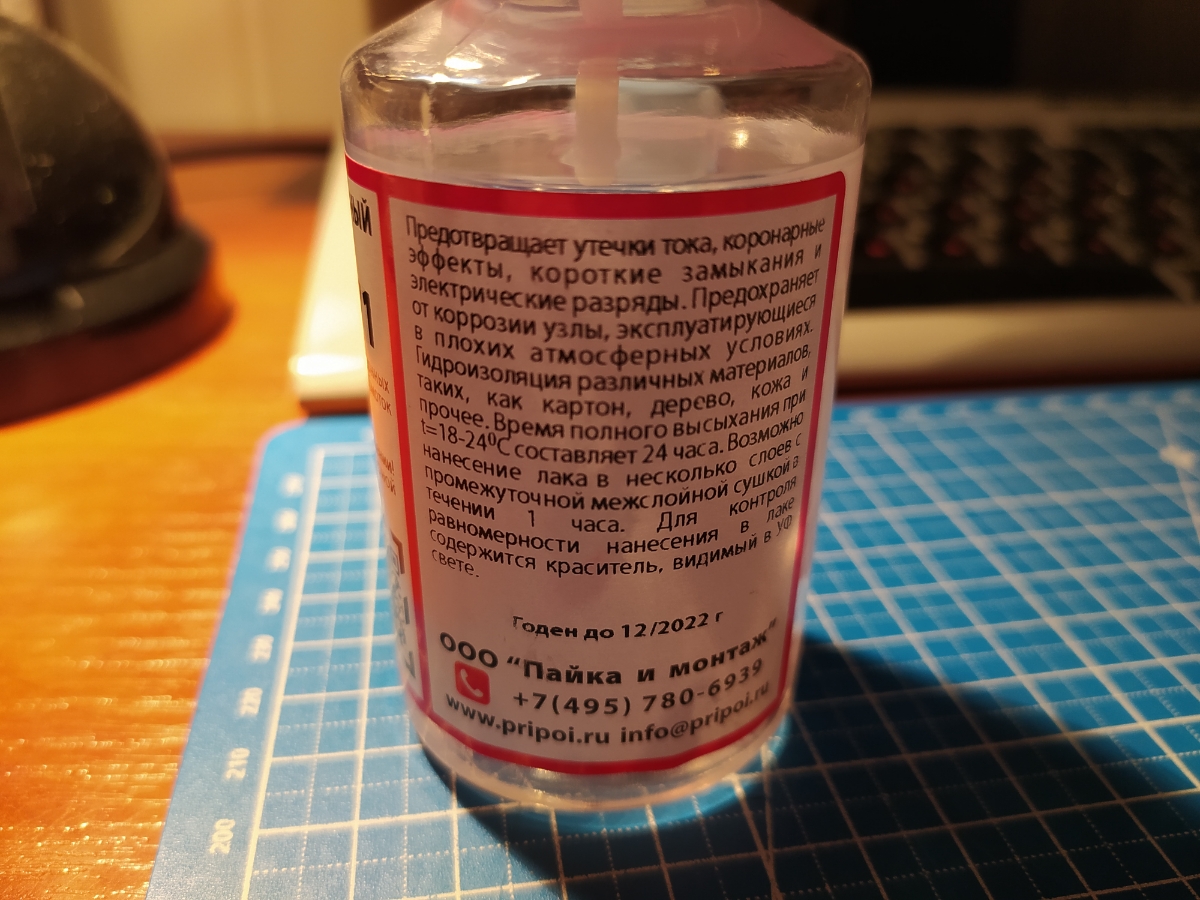 Предотвращает утечки тока, коронарные
эффекты, короткие замыкания и
электрические разряды. Предохраняет
от коррозии узлы, эксплуатирующиеся
в плохих атмосферных условиях.
Гидроизоляция различных материалов,
таких, как картон, дерево, кожа и
прочее. Время полного высыхания при
t=18-24⁰С составляет 24 часа. Возможно
нанесение лака в несколько слоев с
промежуточной межслойной сушкой в
течении 1 часа. Для контроля
равномерности нанесения в лаке
содержится краситель, видимый в УФ
свете.
Годен до 12/2022 г
ООО “Пайка и монтаж”
+7(495) 780-6939
www.pripoi.ru info@pripoi.ru
220
210
200